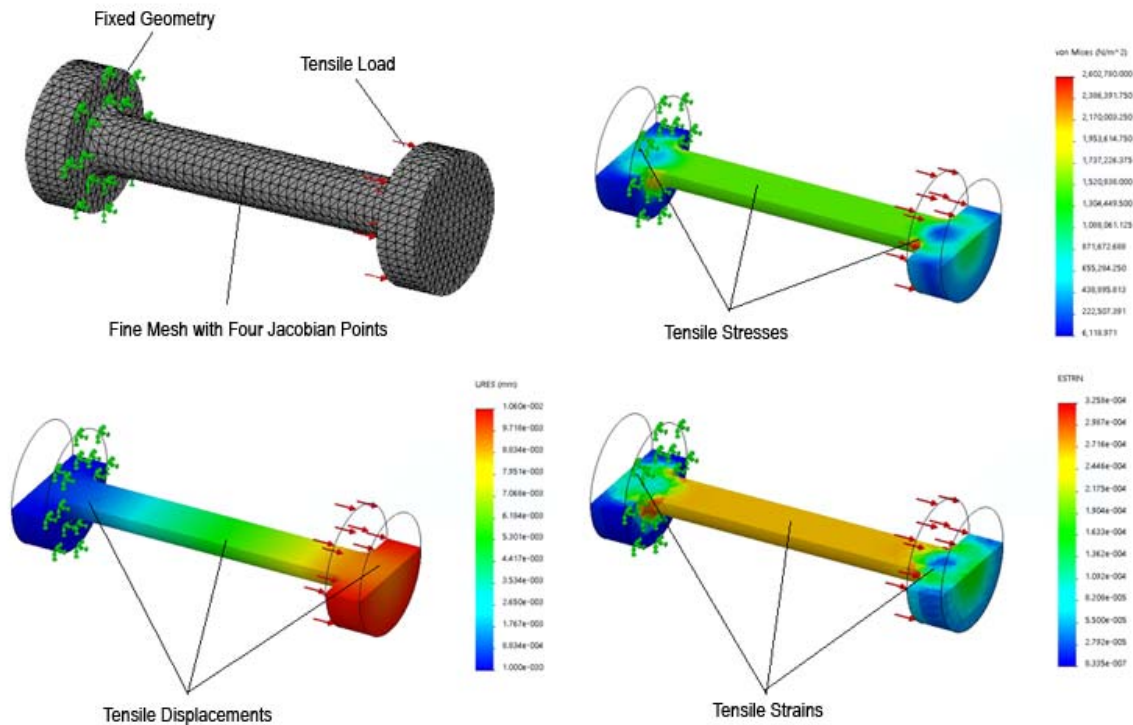 Fixed Geometry
Tensile Load
Fine Mesh with Four Jacobian Points
von Mises (N/m^2)
2,602,780.000
2,386,391.750
2,170,003.250
1,953,614.750
1,737,226.375
1,520,838.000
1,304,449.500
1,088,061.125
871,672.688
655,284.250
438,895.813
222,507.391
6,118.971
Tensile Stresses
URES (mm)
1.060e-002
9.718e-003
8.834e-003
7.951e-003
7.068e-003
6.184e-003
5.301e-003
4.417e-003
3.534e-003
2.650e-003
1.767e-003
8.834e-004
1.000e-030
Tensile Displacements
ESTRN
3.258e-004
2.987e-004
2.716e-004
2.446e-004
2.175e-004
1.904e-004
1.633e-004
1.362e-004
1.092e-004
8.206e-005
5.500e-005
2.792e-005
8.335e-007
Tensile Strains